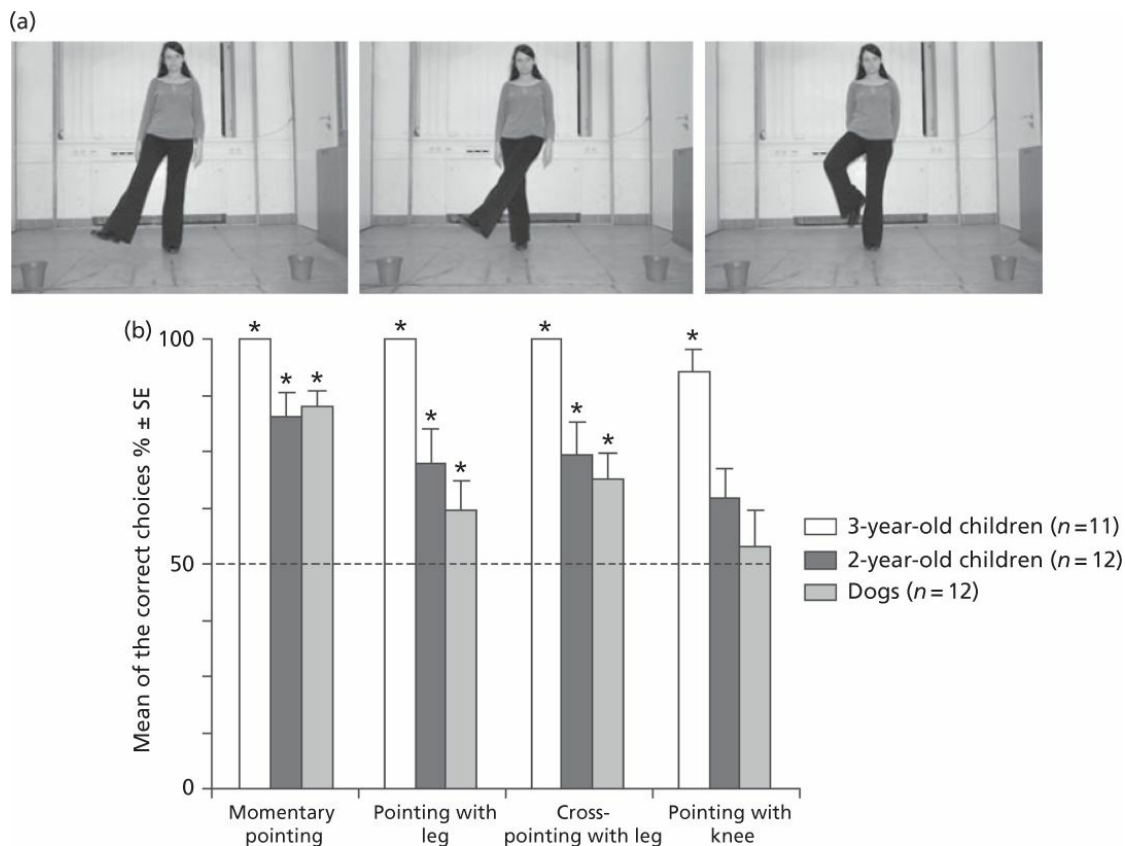 (a)
(b)
100
50
0
Mean of the correct choices % ± SE
*
* *
*
*
*
*
*
*
*
3-year-old children (n=11)
2-year-old children (n=12)
Dogs (n=12)
Momentary
pointing
Pointing with
leg
Cross-
pointing with leg
Pointing with
knee